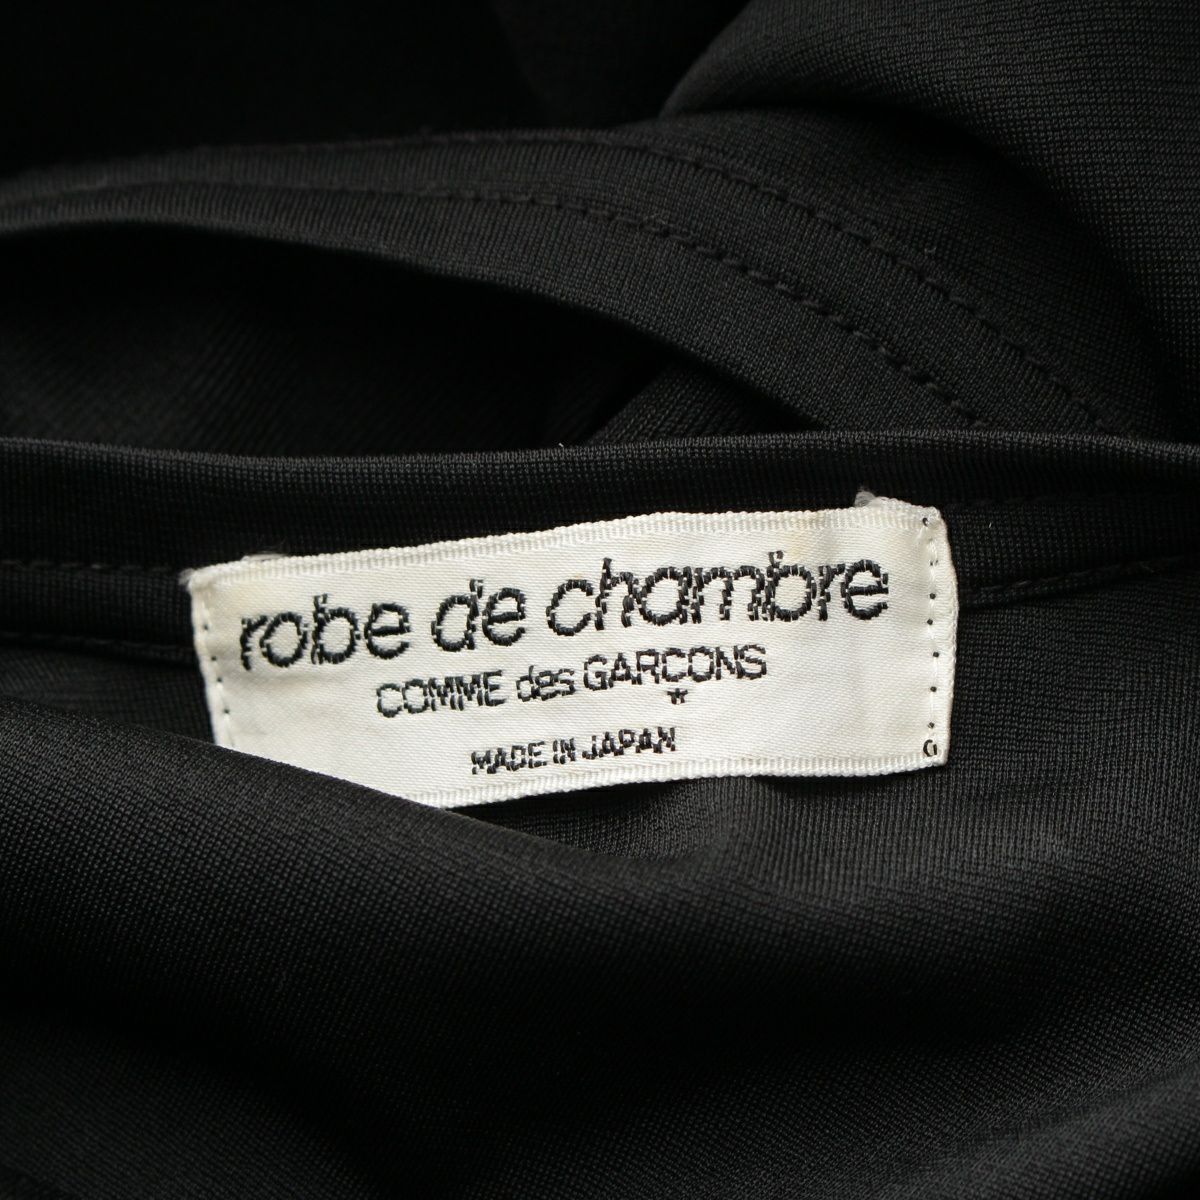 robe de chambre
COMME des GARCONS
*
MADE IN JAPAN